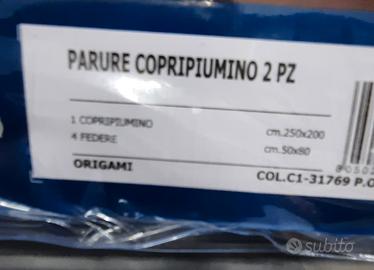 PARURE COPRIPIUMINO 2 PZ
1 COPRIPIUMINO cm.250x200
4 FEDERE cm.50x80
ORIGAMI COL.C1-31769 P.
subito